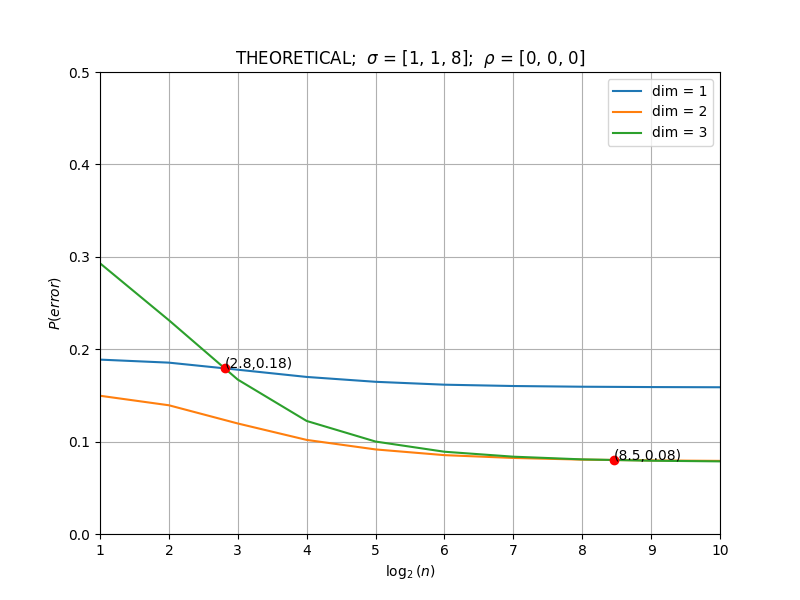 THEORETICAL; σ = [1, 1, 8]; ρ = [0, 0, 0]
0.5
0.4
0.3
0.2
0.1
0.0
P(error)
dim = 1
dim = 2
dim = 3
(2.8,0.18)
(8.5,0.08)
1 2 3 4 5 6 7 8 9 10
log₂(n)